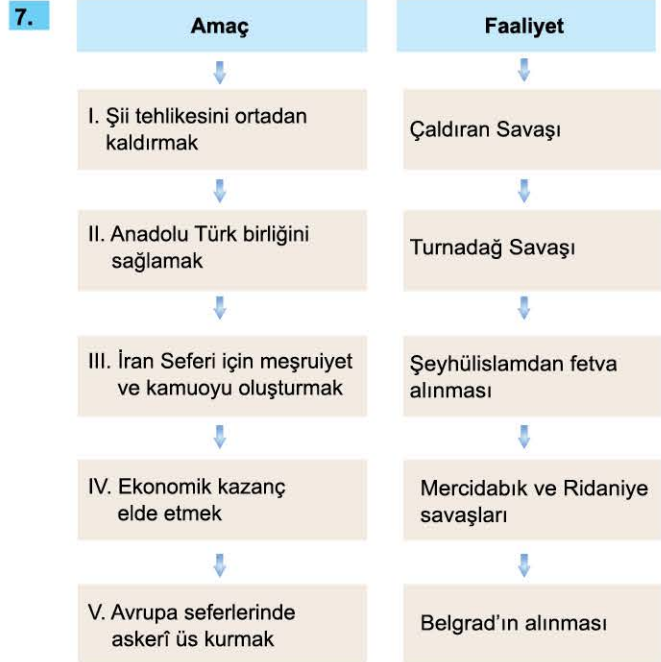 7.
Amaç
Faaliyet
I. Şii tehlikesini ortadan
kaldırmak
Çaldıran Savaşı
II. Anadolu Türk birliğini
sağlamak
Turnadağ Savaşı
III. İran Seferi için meşruiyet
ve kamuoyu oluşturmak
Şeyhülislamdan fetva
alınması
IV. Ekonomik kazanç
elde etmek
Mercidabık ve Ridaniye
savaşları
V. Avrupa seferlerinde
askerî üs kurmak
Belgrad'ın alınması